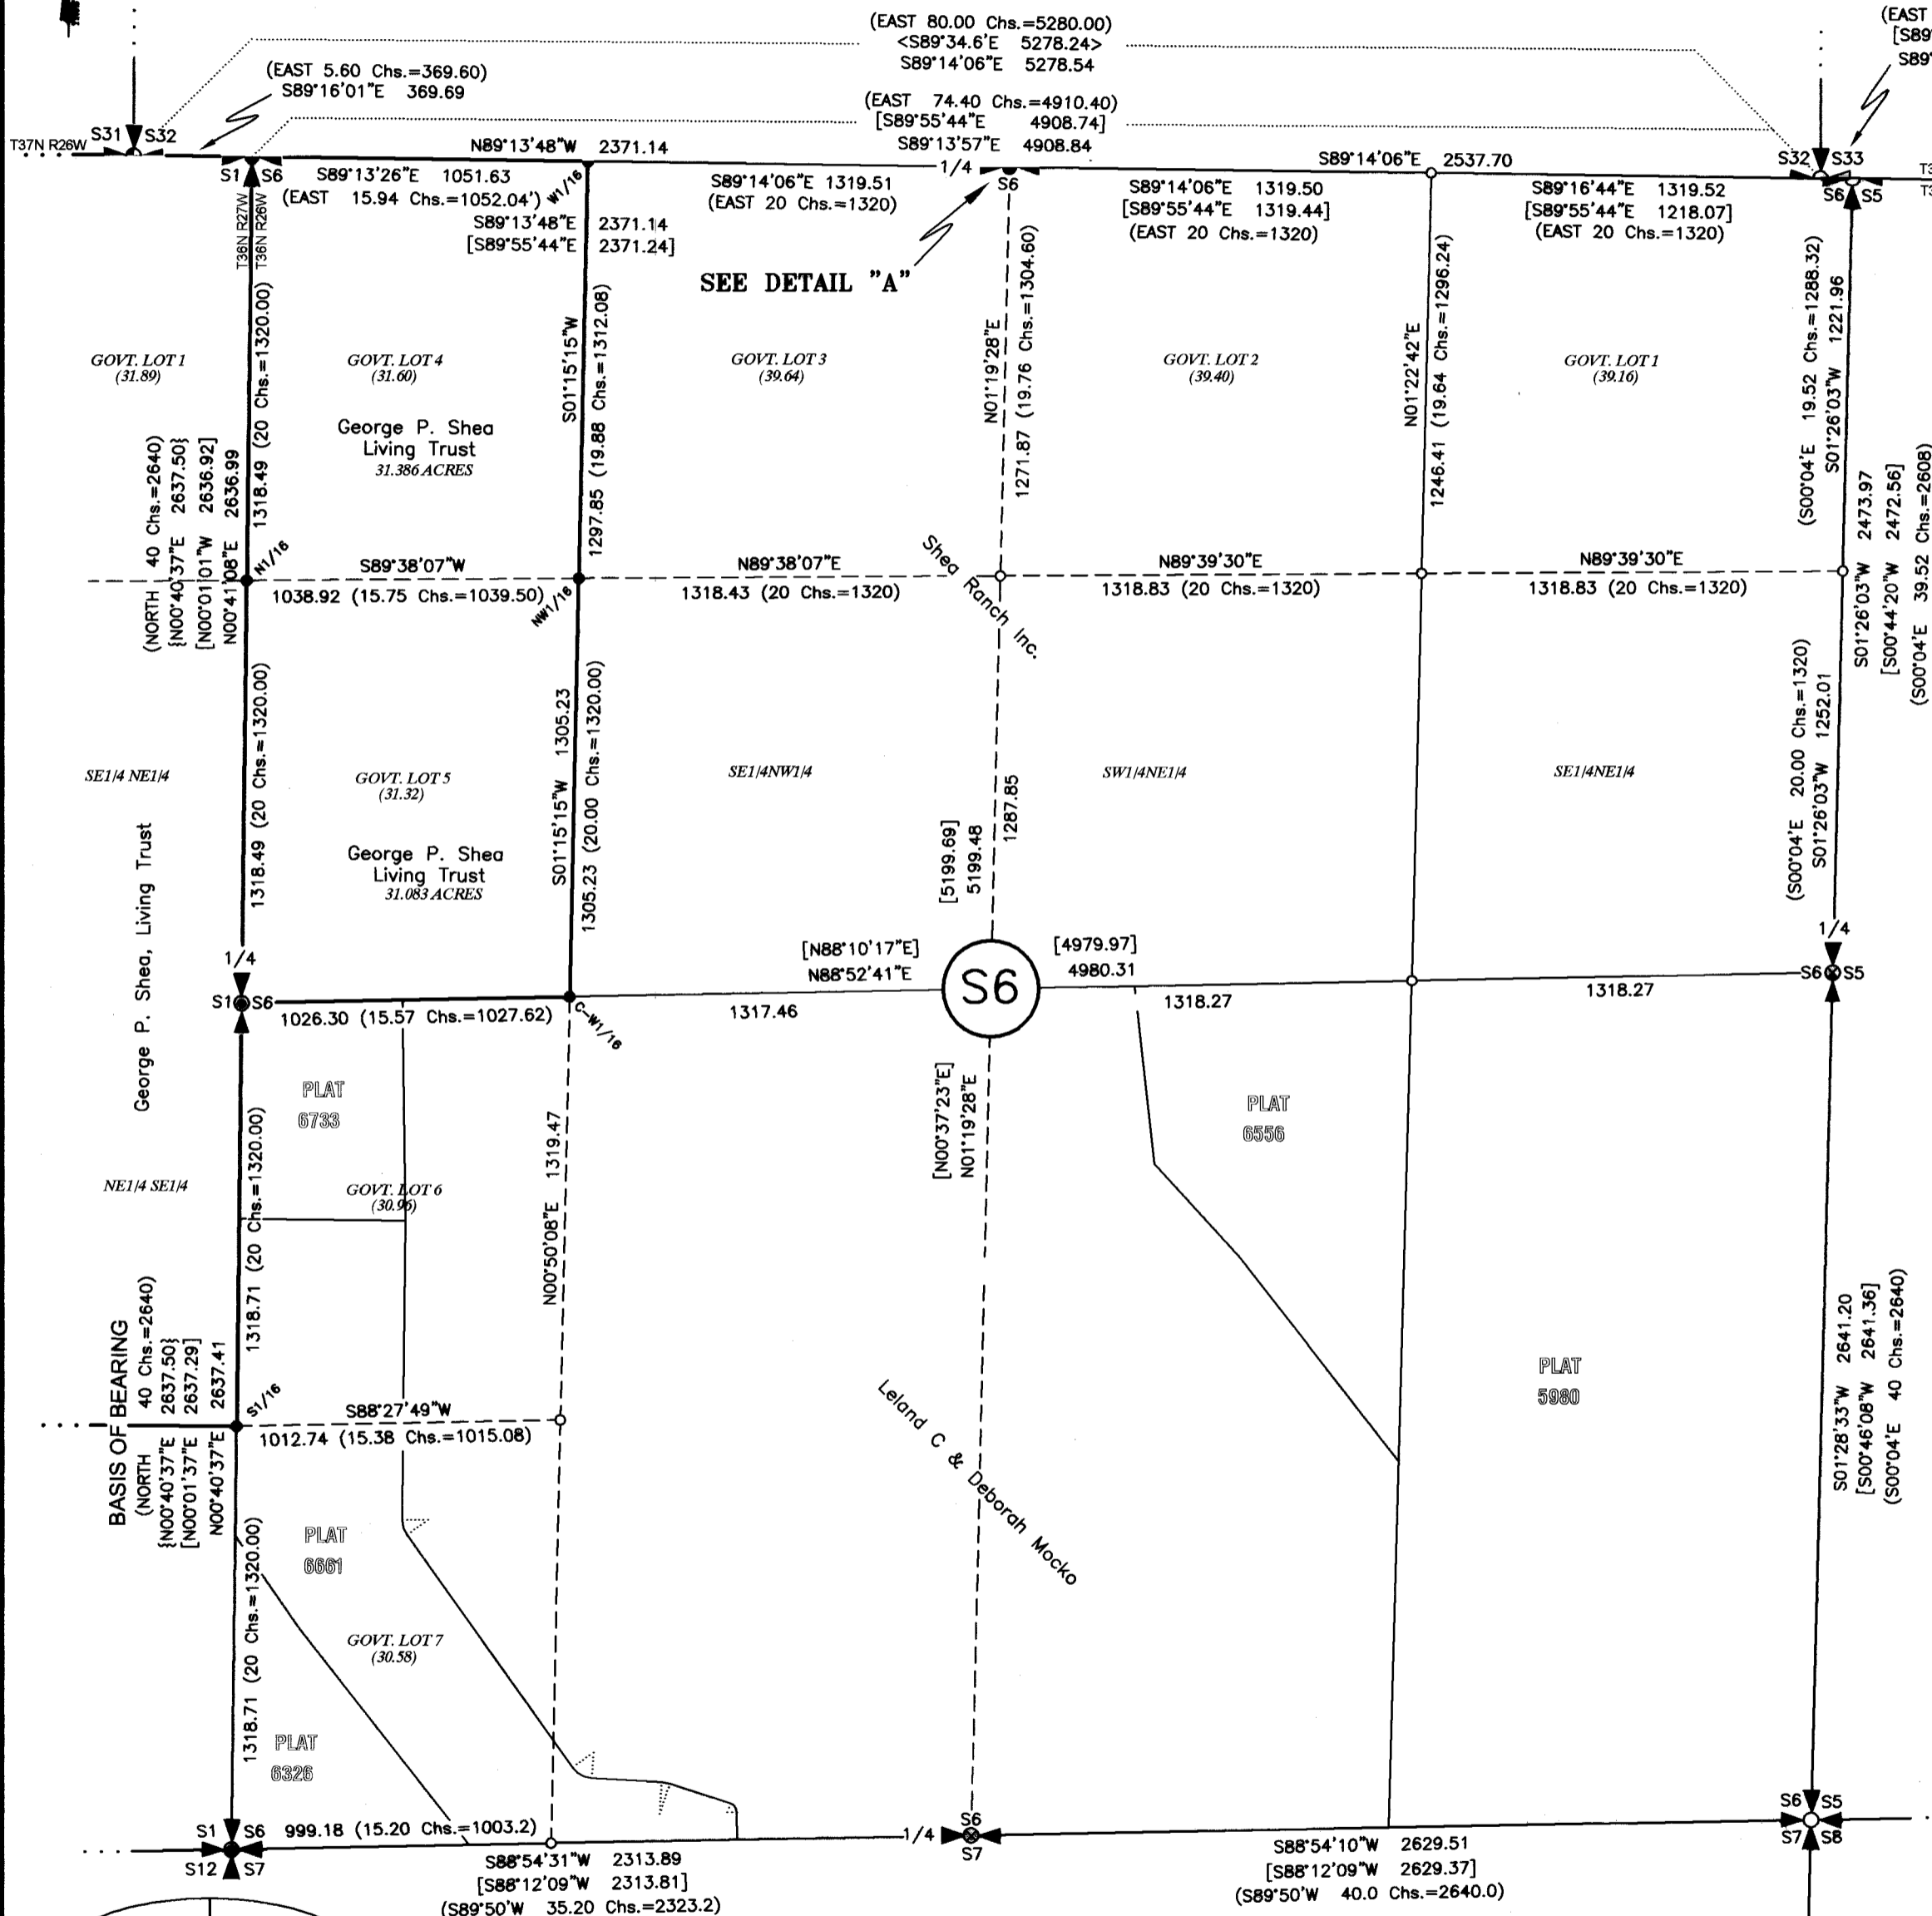 (EAST 80.00 Chs.=5280.00)
<S89°34.6'E 5278.24>
S89°14'06"E 5278.54
(EAST
[S89°
S89°
(EAST 5.60 Chs.=369.60)
S89°16'01"E 369.69
(EAST 74.40 Chs.=4910.40)
[S89°55'44"E 4908.74]
S89°13'57"E 4908.84
T37N R26W
S31 S32
N89°13'48"W 2371.14
1/4
S6
S89°14'06"E 2537.70
S32 S33
S6 S5
S1 S6
T36N R27W
T36N R26W
S89°13'26"E 1051.63
(EAST 15.94 Chs.=1052.04')
W1/16
S89°13'48"E 2371.14
[S89°55'44"E 2371.24]
S89°14'06"E 1319.51
(EAST 20 Chs.=1320)
S89°14'06"E 1319.50
[S89°55'44"E 1319.44]
(EAST 20 Chs.=1320)
S89°16'44"E 1319.52
[S89°55'44"E 1218.07]
(EAST 20 Chs.=1320)
SEE DETAIL "A"
GOVT. LOT 1
(31.89)
GOVT. LOT 4
(31.60)
George P. Shea
Living Trust
31.386 ACRES
GOVT. LOT 3
(39.64)
GOVT. LOT 2
(39.40)
GOVT. LOT 1
(39.16)
1318.49 (20 Chs.=1320.00)
S01°15'15"W
1297.85 (19.88 Chs=1312.08)
N01°19'28"E
1271.87 (19.76 Chs=1304.60)
N01°22'42"E
1246.41 (19.64 Chs=1296.24)
(S00°04'E 19.52 Chs=1288.32)
S01°26'03"W 1221.96
(NORTH 40 Chs.=2640)
{N00°40'37"E 2637.50}
[N00°01'01"W 2636.92]
N00°41'08"E 2636.99
S01°26'03"W 2473.97
[S00°44'20"W 2472.56]
(S00°04'E 39.52 Chs=2608)
N1/16
S89°38'07"W
1038.92 (15.75 Chs.=1039.50)
NW1/16
N89°38'07"E
1318.43 (20 Chs=1320)
Shea Ranch Inc.
N89°39'30"E
1318.83 (20 Chs=1320)
N89°39'30"E
1318.83 (20 Chs=1320)
SE1/4 NE1/4
GOVT. LOT 5
(31.32)
George P. Shea
Living Trust
31.083 ACRES
SE1/4NW1/4
SW1/4NE1/4
SE1/4NE1/4
George P. Shea, Living Trust
1318.49 (20 Chs.=1320.00)
S01°15'15"W 1305.23
1305.23 (20.00 Chs.=1320.00)
[5199.69]
5199.48
1287.85
(S00°04'E 20.00 Chs=1320)
S01°26'03"W 1252.01
1/4
S1 S6
1026.30 (15.57 Chs.=1027.62)
C-W1/16
[N88°10'17"E]
N88°52'41"E
1317.46
S6
[4979.97]
4980.31
1318.27
1318.27
1/4
S6 S5
PLAT
6733
[N00°37'23"E]
N01°19'28"E
PLAT
6556
NE1/4 SE1/4
GOVT. LOT 6
(30.96)
1318.71 (20 Chs.=1320.00)
N00°50'08"E 1319.47
BASIS OF BEARING
(NORTH 40 Chs.=2640)
{N00°40'37"E 2637.50}
[N00°01'37"E 2637.29]
N00°40'37"E 2637.41
S1/16
S88°27'49"W
1012.74 (15.38 Chs.=1015.08)
Leland C & Deborah Mocko
PLAT
5980
S01°28'33"W 2641.20
[S00°46'08"W 2641.36]
(S00°04'E 40 Chs=2640)
PLAT
6661
GOVT. LOT 7
(30.58)
1318.71 (20 Chs.=1320.00)
PLAT
6326
S1 S6
S12 S7
999.18 (15.20 Chs.=1003.2)
1/4
S6
S7
S6 S5
S7 S8
S88°54'31"W 2313.89
[S88°12'09"W 2313.81]
(S89°50'W 35.20 Chs=2323.2)
S88°54'10"W 2629.51
[S88°12'09"W 2629.37]
(S89°50'W 40.0 Chs.=2640.0)